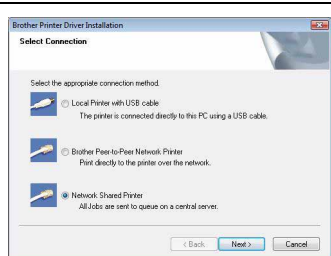 Brother Printer Driver Installation
Select Connection
Select the appropriate connection method.
Local Printer with USB cable
The printer is connected directly to this PC using a USB cable.
Brother Peer-to-Peer Network Printer
Print directly to the printer over the network.
Network Shared Printer
All Jobs are sent to queue on a central server.
< Back Next > Cancel